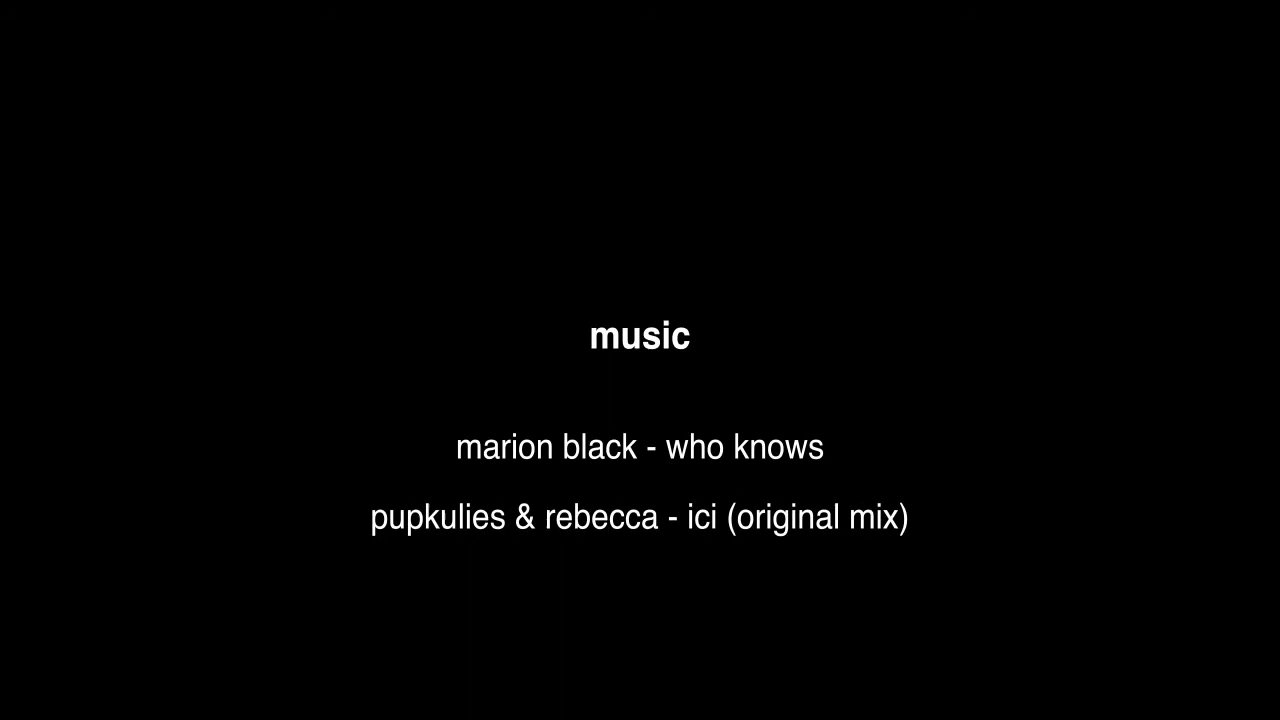 music
marion black - who knows
pupkulies & rebecca - ici (original mix)